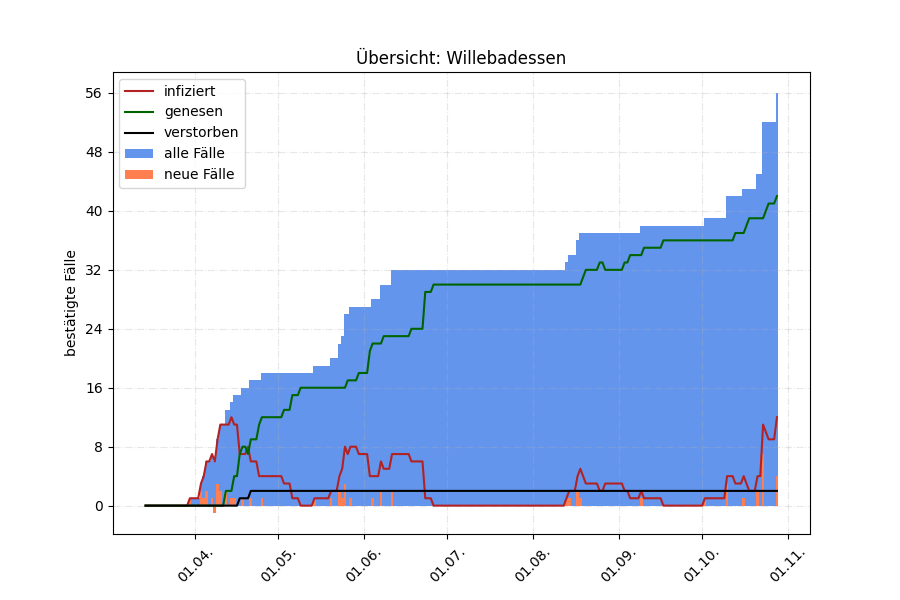 Übersicht: Willebadessen
infiziert
genesen
verstorben
alle Fälle
neue Fälle
bestätigte Fälle
56
48
40
32
24
16
8
0
01.04.
01.05.
01.06.
01.07.
01.08.
01.09.
01.10.
01.11.